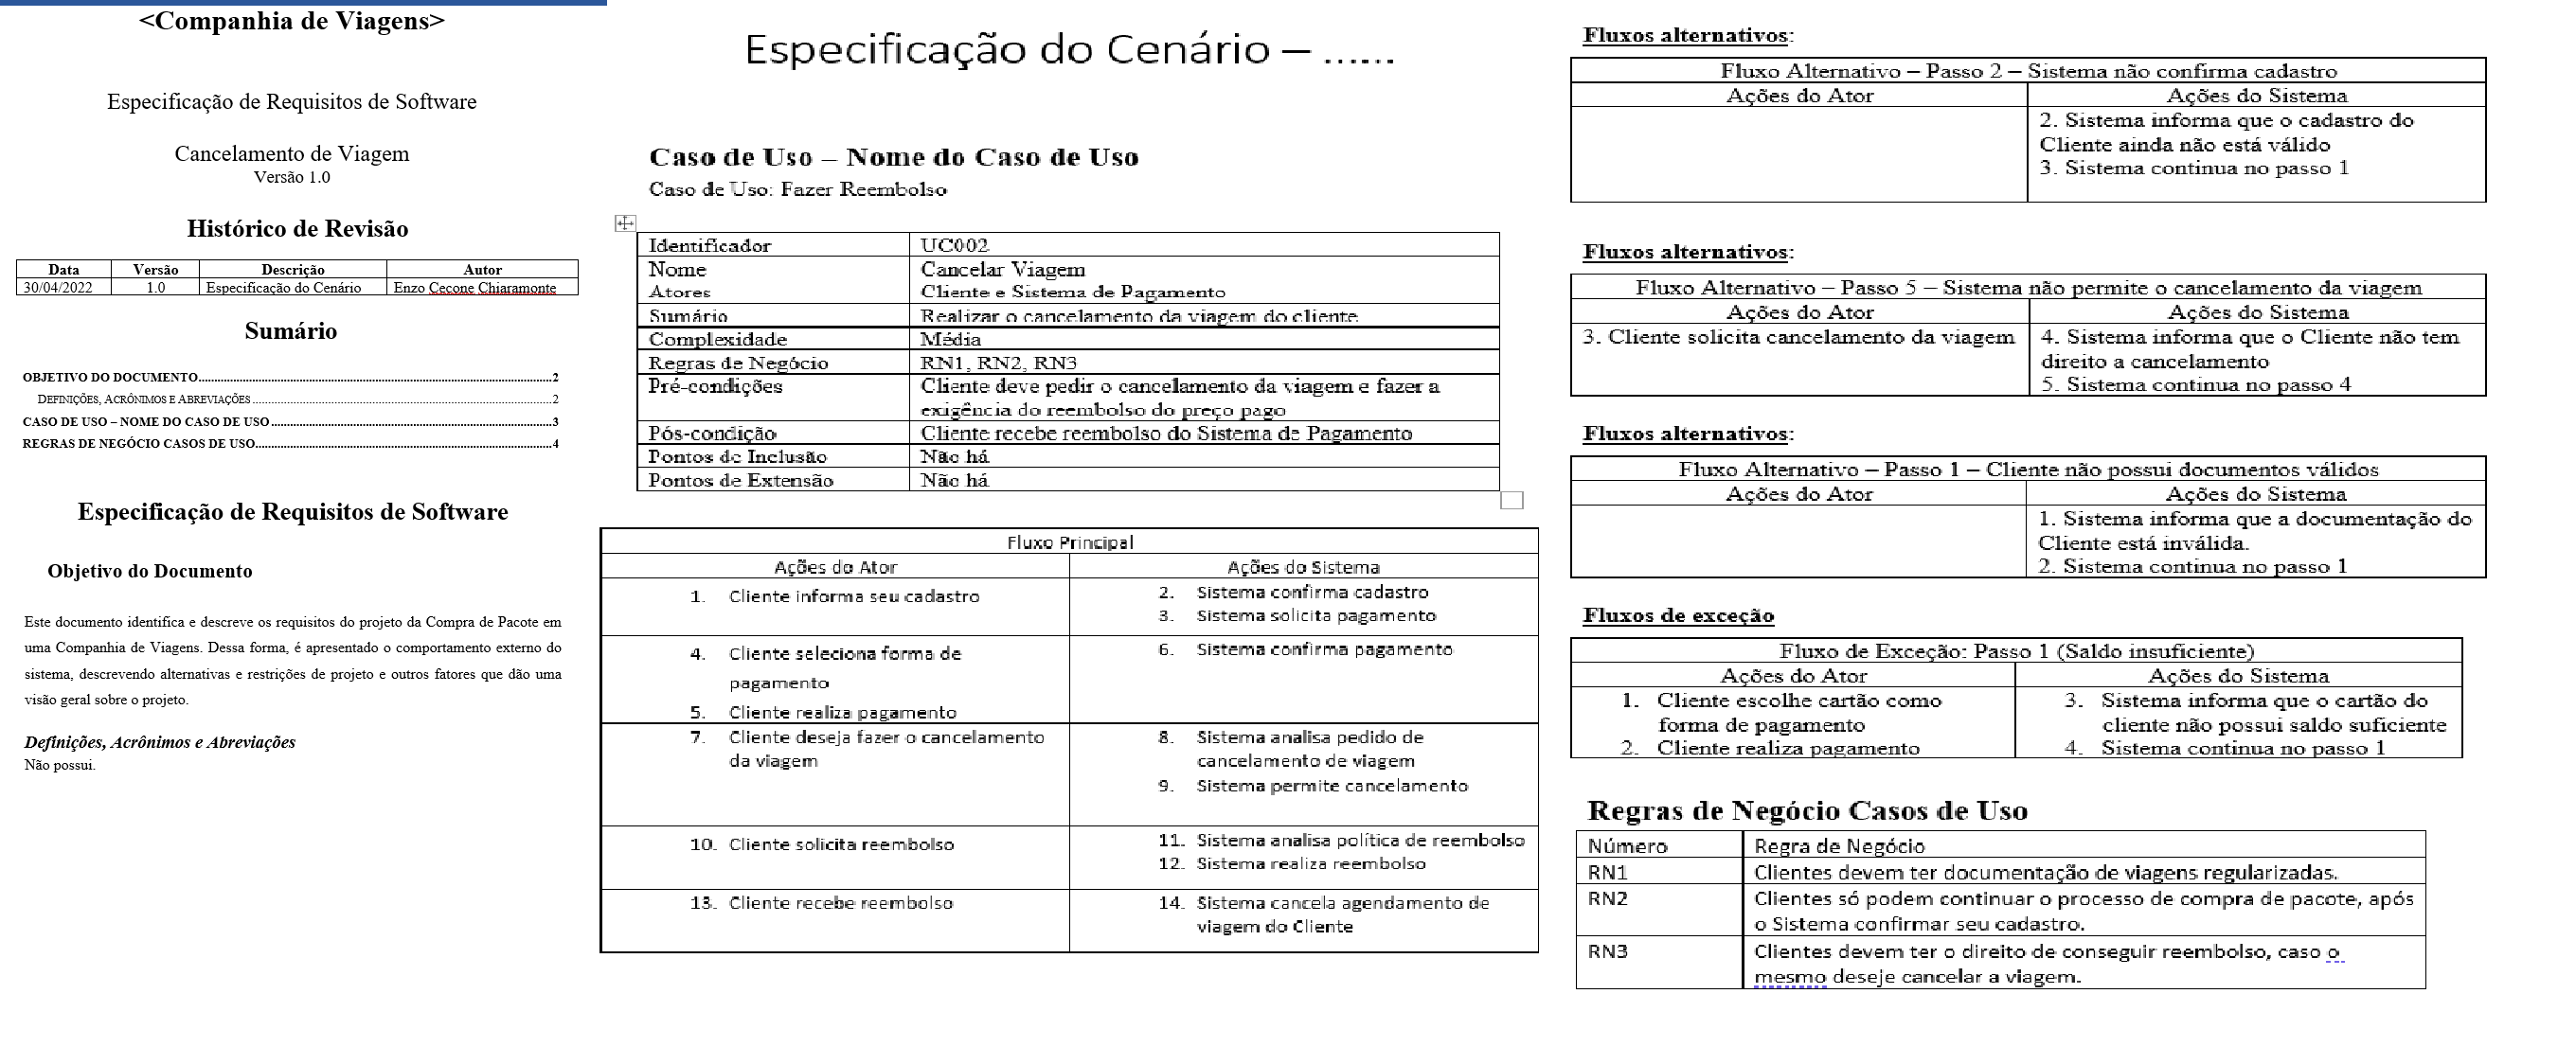 <Companhia de Viagens>
Especificação de Requisitos de Software
Cancelamento de Viagem
Versão 1.0
Histórico de Revisão
Data Versão Descrição Autor
30/04/2022 1.0 Especificação do Cenário Enzo Cecone Chiaramonte
Sumário
OBJETIVO DO DOCUMENTO 2
DEFINIÇÕES, ACRÔNIMOS E ABREVIAÇÕES 2
CASO DE USO – NOME DO CASO DE USO 3
REGRAS DE NEGÓCIO CASOS DE USO 4
Especificação de Requisitos de Software
Objetivo do Documento
Este documento identifica e descreve os requisitos do projeto da Compra de Pacote em
uma Companhia de Viagens. Dessa forma, é apresentado o comportamento externo do
sistema, descrevendo alternativas e restrições de projeto e outros fatores que dão uma
visão geral sobre o projeto.
Definições, Acrônimos e Abreviações
Não possui.
Especificação do Cenário – ......
Caso de Uso – Nome do Caso de Uso
Caso de Uso: Fazer Reembolso
Identificador UC002
Nome Cancelar Viagem
Atores Cliente e Sistema de Pagamento
Sumário Realizar o cancelamento da viagem do cliente
Complexidade Média
Regras de Negócio RN1, RN2, RN3
Pré-condições Cliente deve pedir o cancelamento da viagem e fazer a
exigência do reembolso do preço pago
Pós-condição Cliente recebe reembolso do Sistema de Pagamento
Pontos de Inclusão Não há
Pontos de Extensão Não há
Fluxo Principal
Ações do Ator Ações do Sistema
1. Cliente informa seu cadastro
2. Sistema confirma cadastro
3. Sistema solicita pagamento
4. Cliente seleciona forma de
pagamento
5. Cliente realiza pagamento
6. Sistema confirma pagamento
7. Cliente deseja fazer o cancelamento
da viagem
8. Sistema analisa pedido de
cancelamento de viagem
9. Sistema permite cancelamento
10. Cliente solicita reembolso
11. Sistema analisa política de reembolso
12. Sistema realiza reembolso
13. Cliente recebe reembolso
14. Sistema cancela agendamento de
viagem do Cliente
Fluxos alternativos:
Fluxo Alternativo – Passo 2 – Sistema não confirma cadastro
Ações do Ator Ações do Sistema
2. Sistema informa que o cadastro do
Cliente ainda não está válido
3. Sistema continua no passo 1
Fluxos alternativos:
Fluxo Alternativo – Passo 5 – Sistema não permite o cancelamento da viagem
Ações do Ator Ações do Sistema
3. Cliente solicita cancelamento da viagem
4. Sistema informa que o Cliente não tem
direito a cancelamento
5. Sistema continua no passo 4
Fluxos alternativos:
Fluxo Alternativo – Passo 1 – Cliente não possui documentos válidos
Ações do Ator Ações do Sistema
1. Sistema informa que a documentação do
Cliente está inválida.
2. Sistema continua no passo 1
Fluxos de exceção
Fluxo de Exceção: Passo 1 (Saldo insuficiente)
Ações do Ator Ações do Sistema
1. Cliente escolhe cartão como
forma de pagamento
2. Cliente realiza pagamento
3. Sistema informa que o cartão do
cliente não possui saldo suficiente
4. Sistema continua no passo 1
Regras de Negócio Casos de Uso
Número Regra de Negócio
RN1 Clientes devem ter documentação de viagens regularizadas.
RN2 Clientes só podem continuar o processo de compra de pacote, após
o Sistema confirmar seu cadastro.
RN3 Clientes devem ter o direito de conseguir reembolso, caso o
mesmo deseje cancelar a viagem.